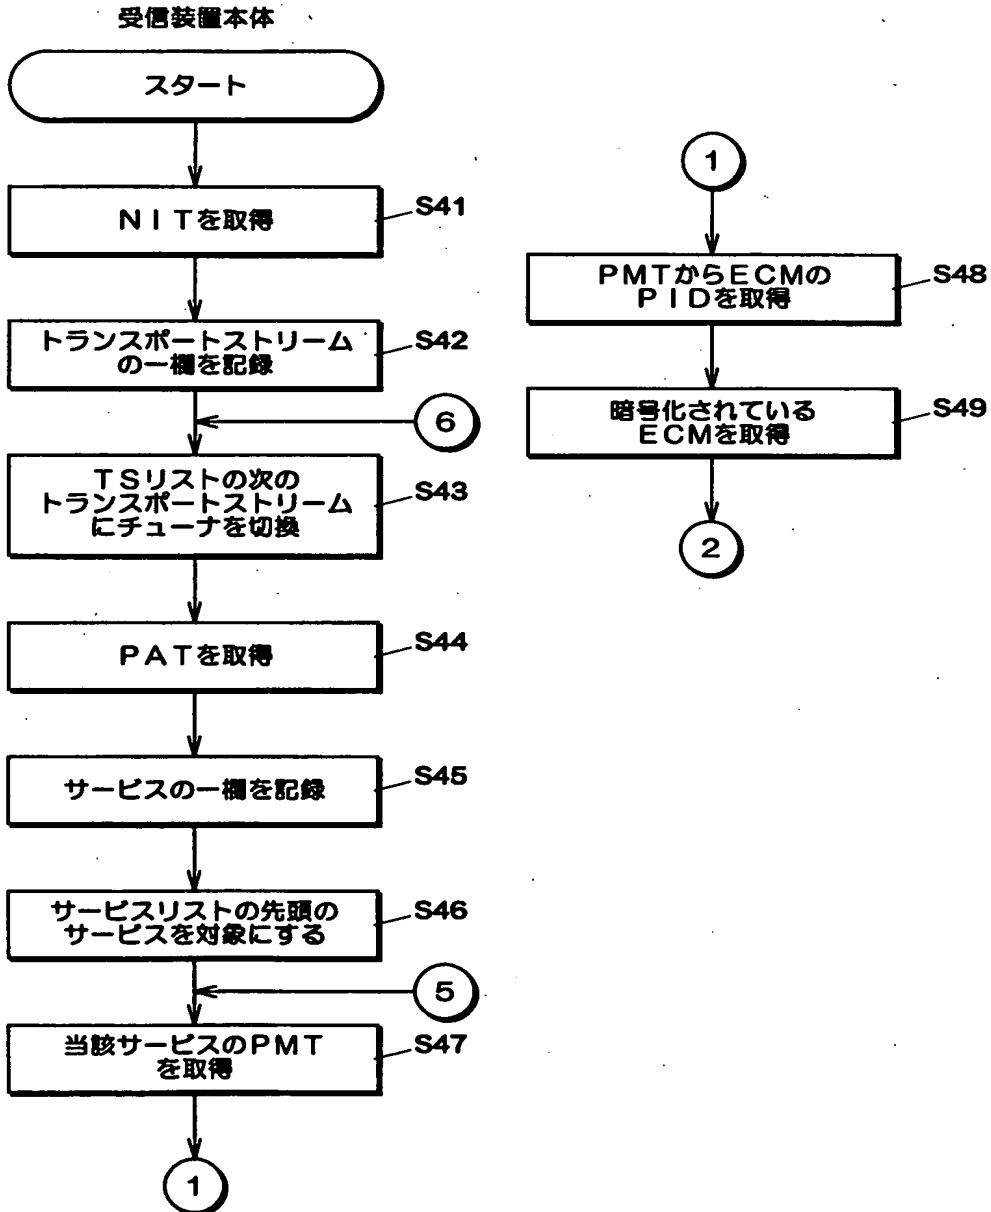 受信装置本体
スタート
NITを取得
S41
トランスポートストリーム
の一欄を記録
S42
6
TSリストの次の
トランスポートストリーム
にチューナを切換
S43
PATを取得
S44
サービスの一欄を記録
S45
サービスリストの先頭の
サービスを対象にする
S46
5
当該サービスのPMT
を取得
S47
1
1
PMTからECMの
PIDを取得
S48
暗号化されている
ECMを取得
S49
2